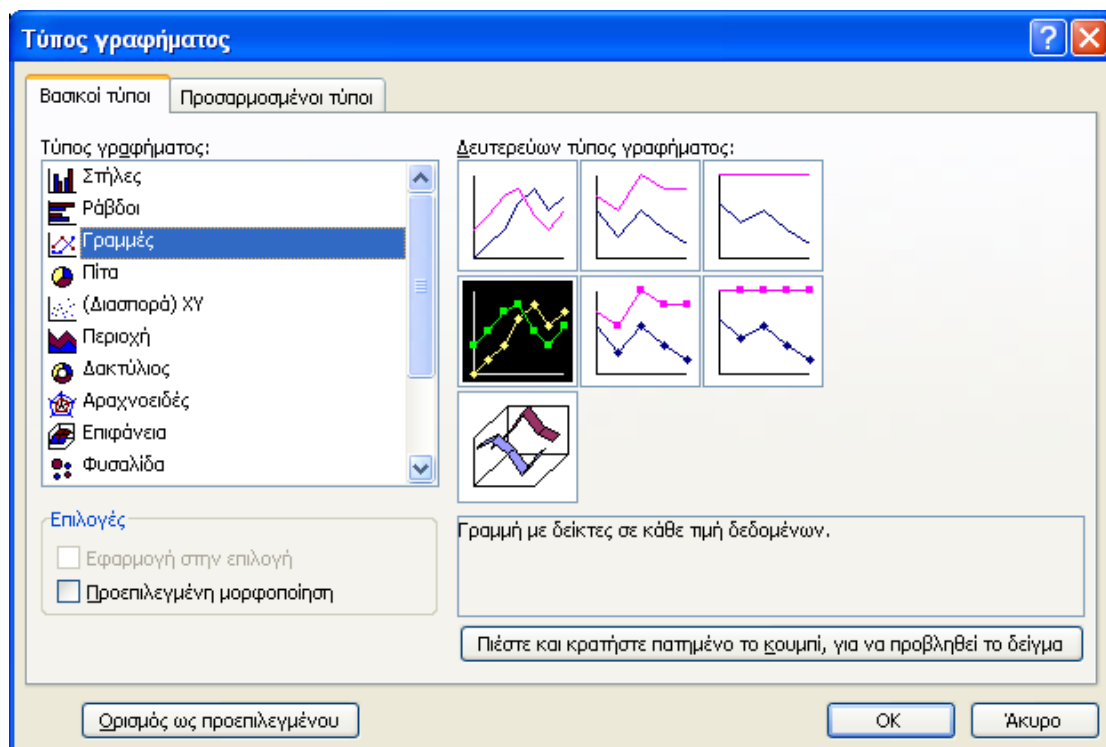 Τύπος γραφήματος
Βασικοί τύποι
Προσαρμοσμένοι τύποι
Τύπος γραφήματος:
Στήλες
Ράβδοι
Γραμμές
Πίτα
(Διασπορά) XY
Περιοχή
Δακτύλιος
Αραχνοειδές
Επιφάνεια
Φυσαλίδα
Δευτερεύων τύπος γραφήματος:
Επιλογές
Εφαρμογή στην επιλογή
Προεπιλεγμένη μορφοποίηση
Γραμμή με δείκτες σε κάθε τιμή δεδομένων.
Πιέστε και κρατήστε πατημένο το κουμπί, για να προβληθεί το δείγμα
Ορισμός ως προεπιλεγμένου
OK
Άκυρο